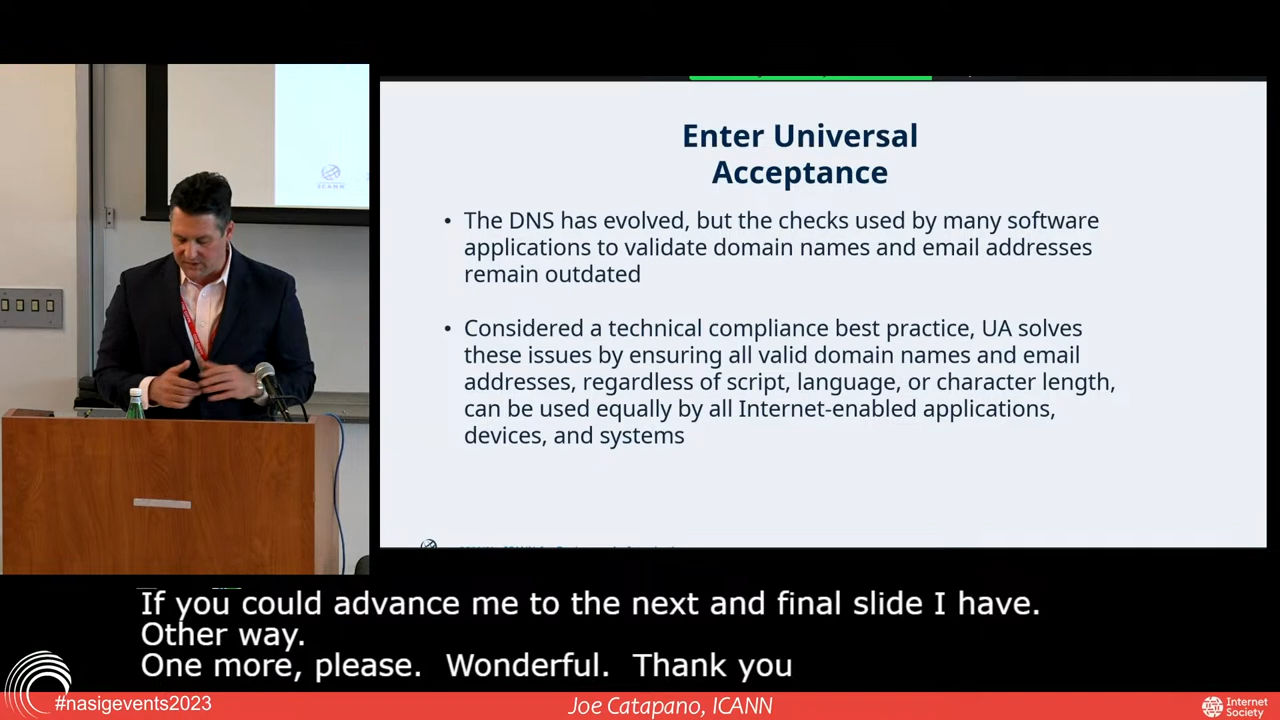 ICANN
Enter Universal
Acceptance
• The DNS has evolved, but the checks used by many software
applications to validate domain names and email addresses
remain outdated
• Considered a technical compliance best practice, UA solves
these issues by ensuring all valid domain names and email
addresses, regardless of script, language, or character length,
can be used equally by all Internet-enabled applications,
devices, and systems
If you could advance me to the next and final slide I have.
Other way.
One more, please.  Wonderful.  Thank you
#nasigevents2023
Joe Catapano, ICANN
Internet
Society